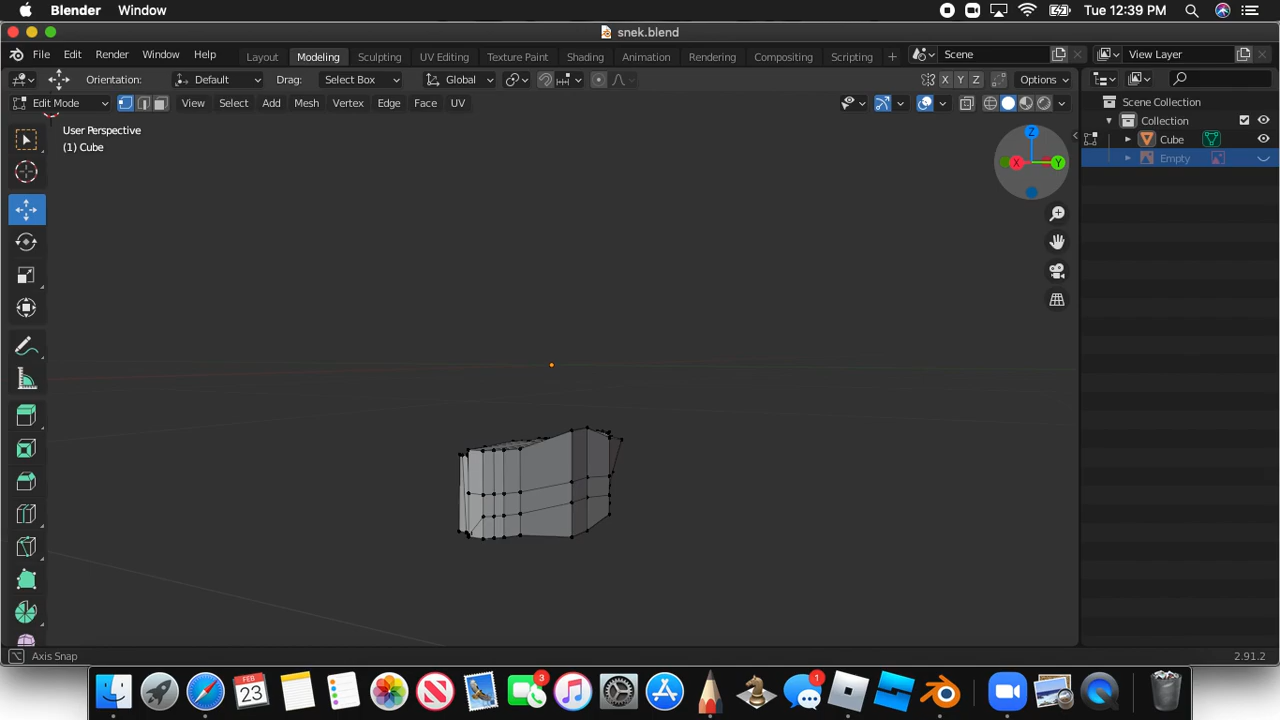 Blender Window Tue 12:39 PM
snek.blend
File Edit Render Window Help Layout Modeling Sculpting UV Editing Texture Paint Shading Animation Rendering Compositing Scripting + Scene View Layer
Orientation: Default Drag: Select Box Global X Y Z Options
Edit Mode View Select Add Mesh Vertex Edge Face UV Scene Collection
User Perspective
(1) Cube
Collection
Cube
Empty
Z
X Y
Axis Snap 2.91.2
FEB
23
3
1